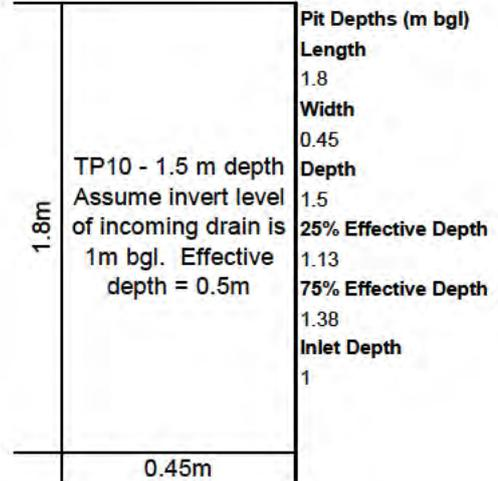 1.8m
TP10 - 1.5 m depth
Assume invert level
of incoming drain is
1m bgl. Effective
depth = 0.5m
0.45m
Pit Depths (m bgl)
Length
1.8
Width
0.45
Depth
1.5
25% Effective Depth
1.13
75% Effective Depth
1.38
Inlet Depth
1